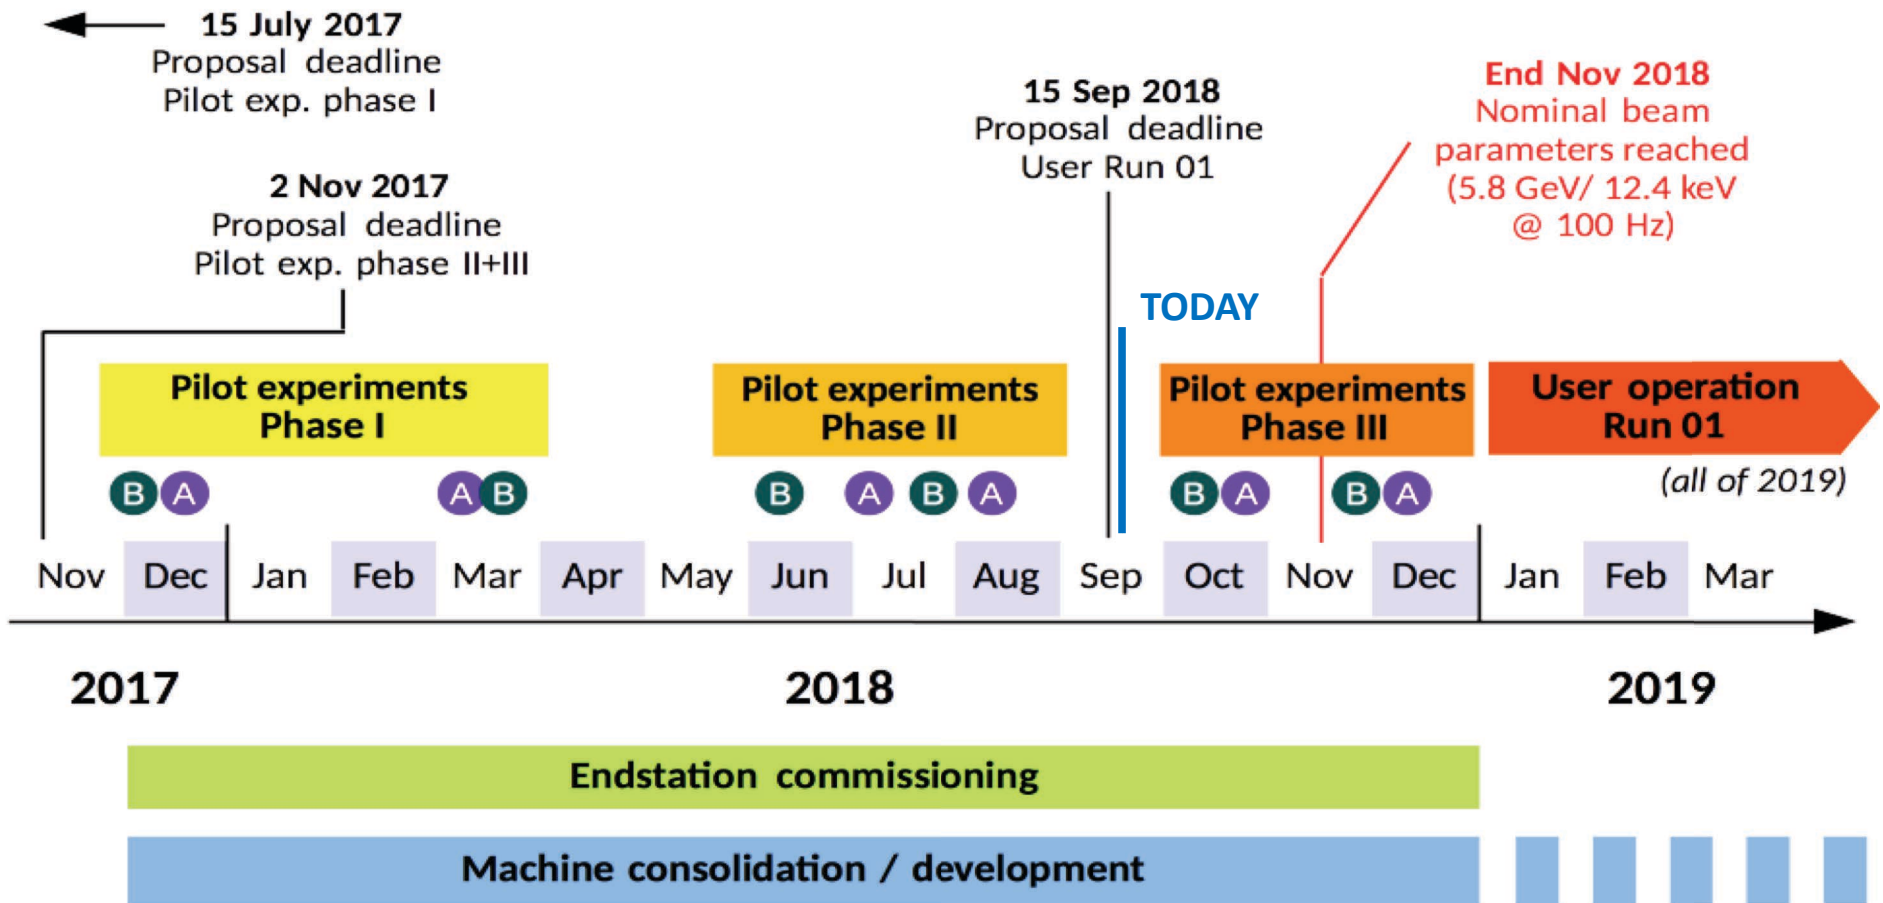 15 July 2017
Proposal deadline
Pilot exp. phase I
2 Nov 2017
Proposal deadline
Pilot exp. phase II+III
15 Sep 2018
Proposal deadline
User Run 01
End Nov 2018
Nominal beam
parameters reached
(5.8 GeV/ 12.4 keV
@ 100 Hz)
TODAY
Pilot experiments
Phase I
Pilot experiments
Phase II
Pilot experiments
Phase III
User operation
Run 01
(all of 2019)
B A A B B A B A B A B A
Nov Dec Jan Feb Mar Apr May Jun Jul Aug Sep Oct Nov Dec Jan Feb Mar
2017 2018 2019
Endstation commissioning
Machine consolidation / development